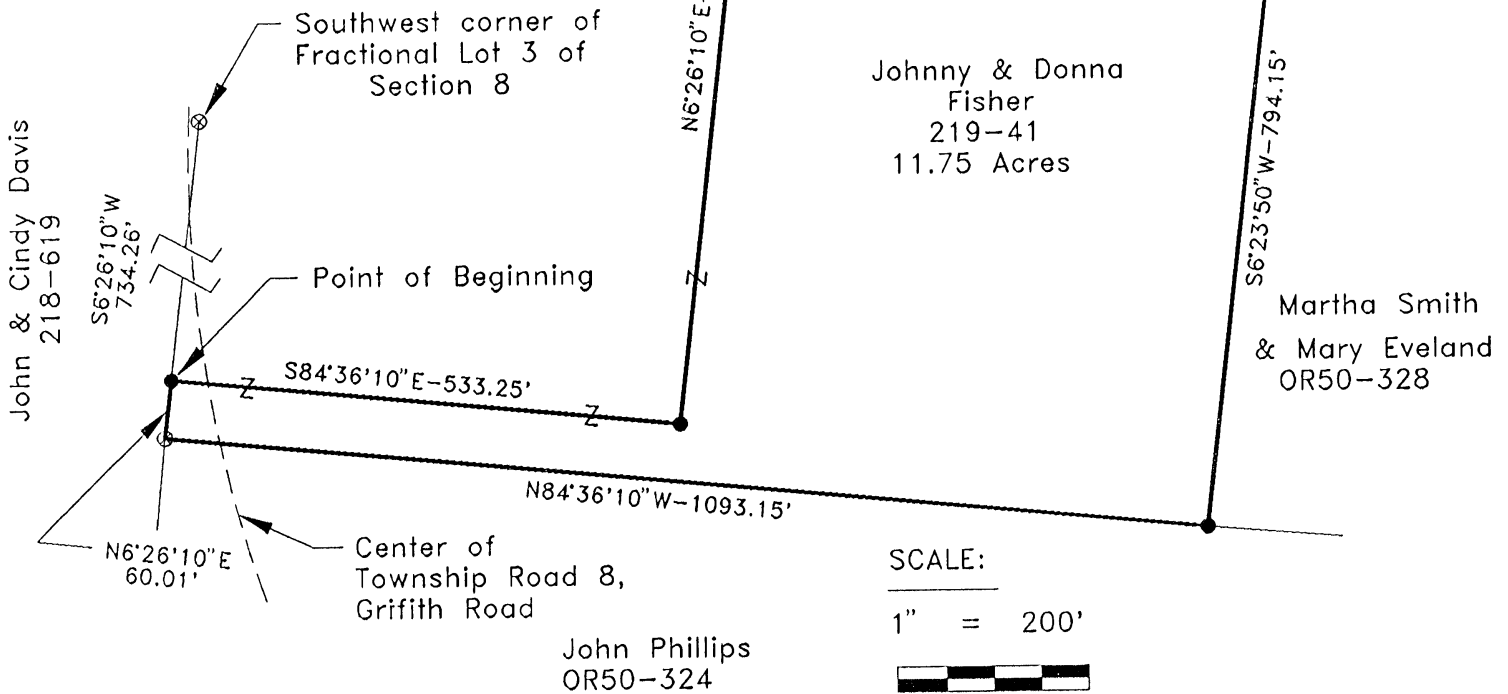 Southwest corner of
Fractional Lot 3 of
Section 8
N6°26'10"E-
Johnny & Donna
Fisher
219-41
11.75 Acres
S6°23'50"W-794.15'
John & Cindy Davis
218-619
S6°26'10"W
734.26'
Point of Beginning
Martha Smith
& Mary Eveland
OR50-328
S84°36'10"E-533.25'
Z
Z
Z
N84°36'10"W-1093.15'
N6°26'10"E
60.01'
Center of
Township Road 8,
Grifith Road
SCALE:
1" = 200'
John Phillips
OR50-324